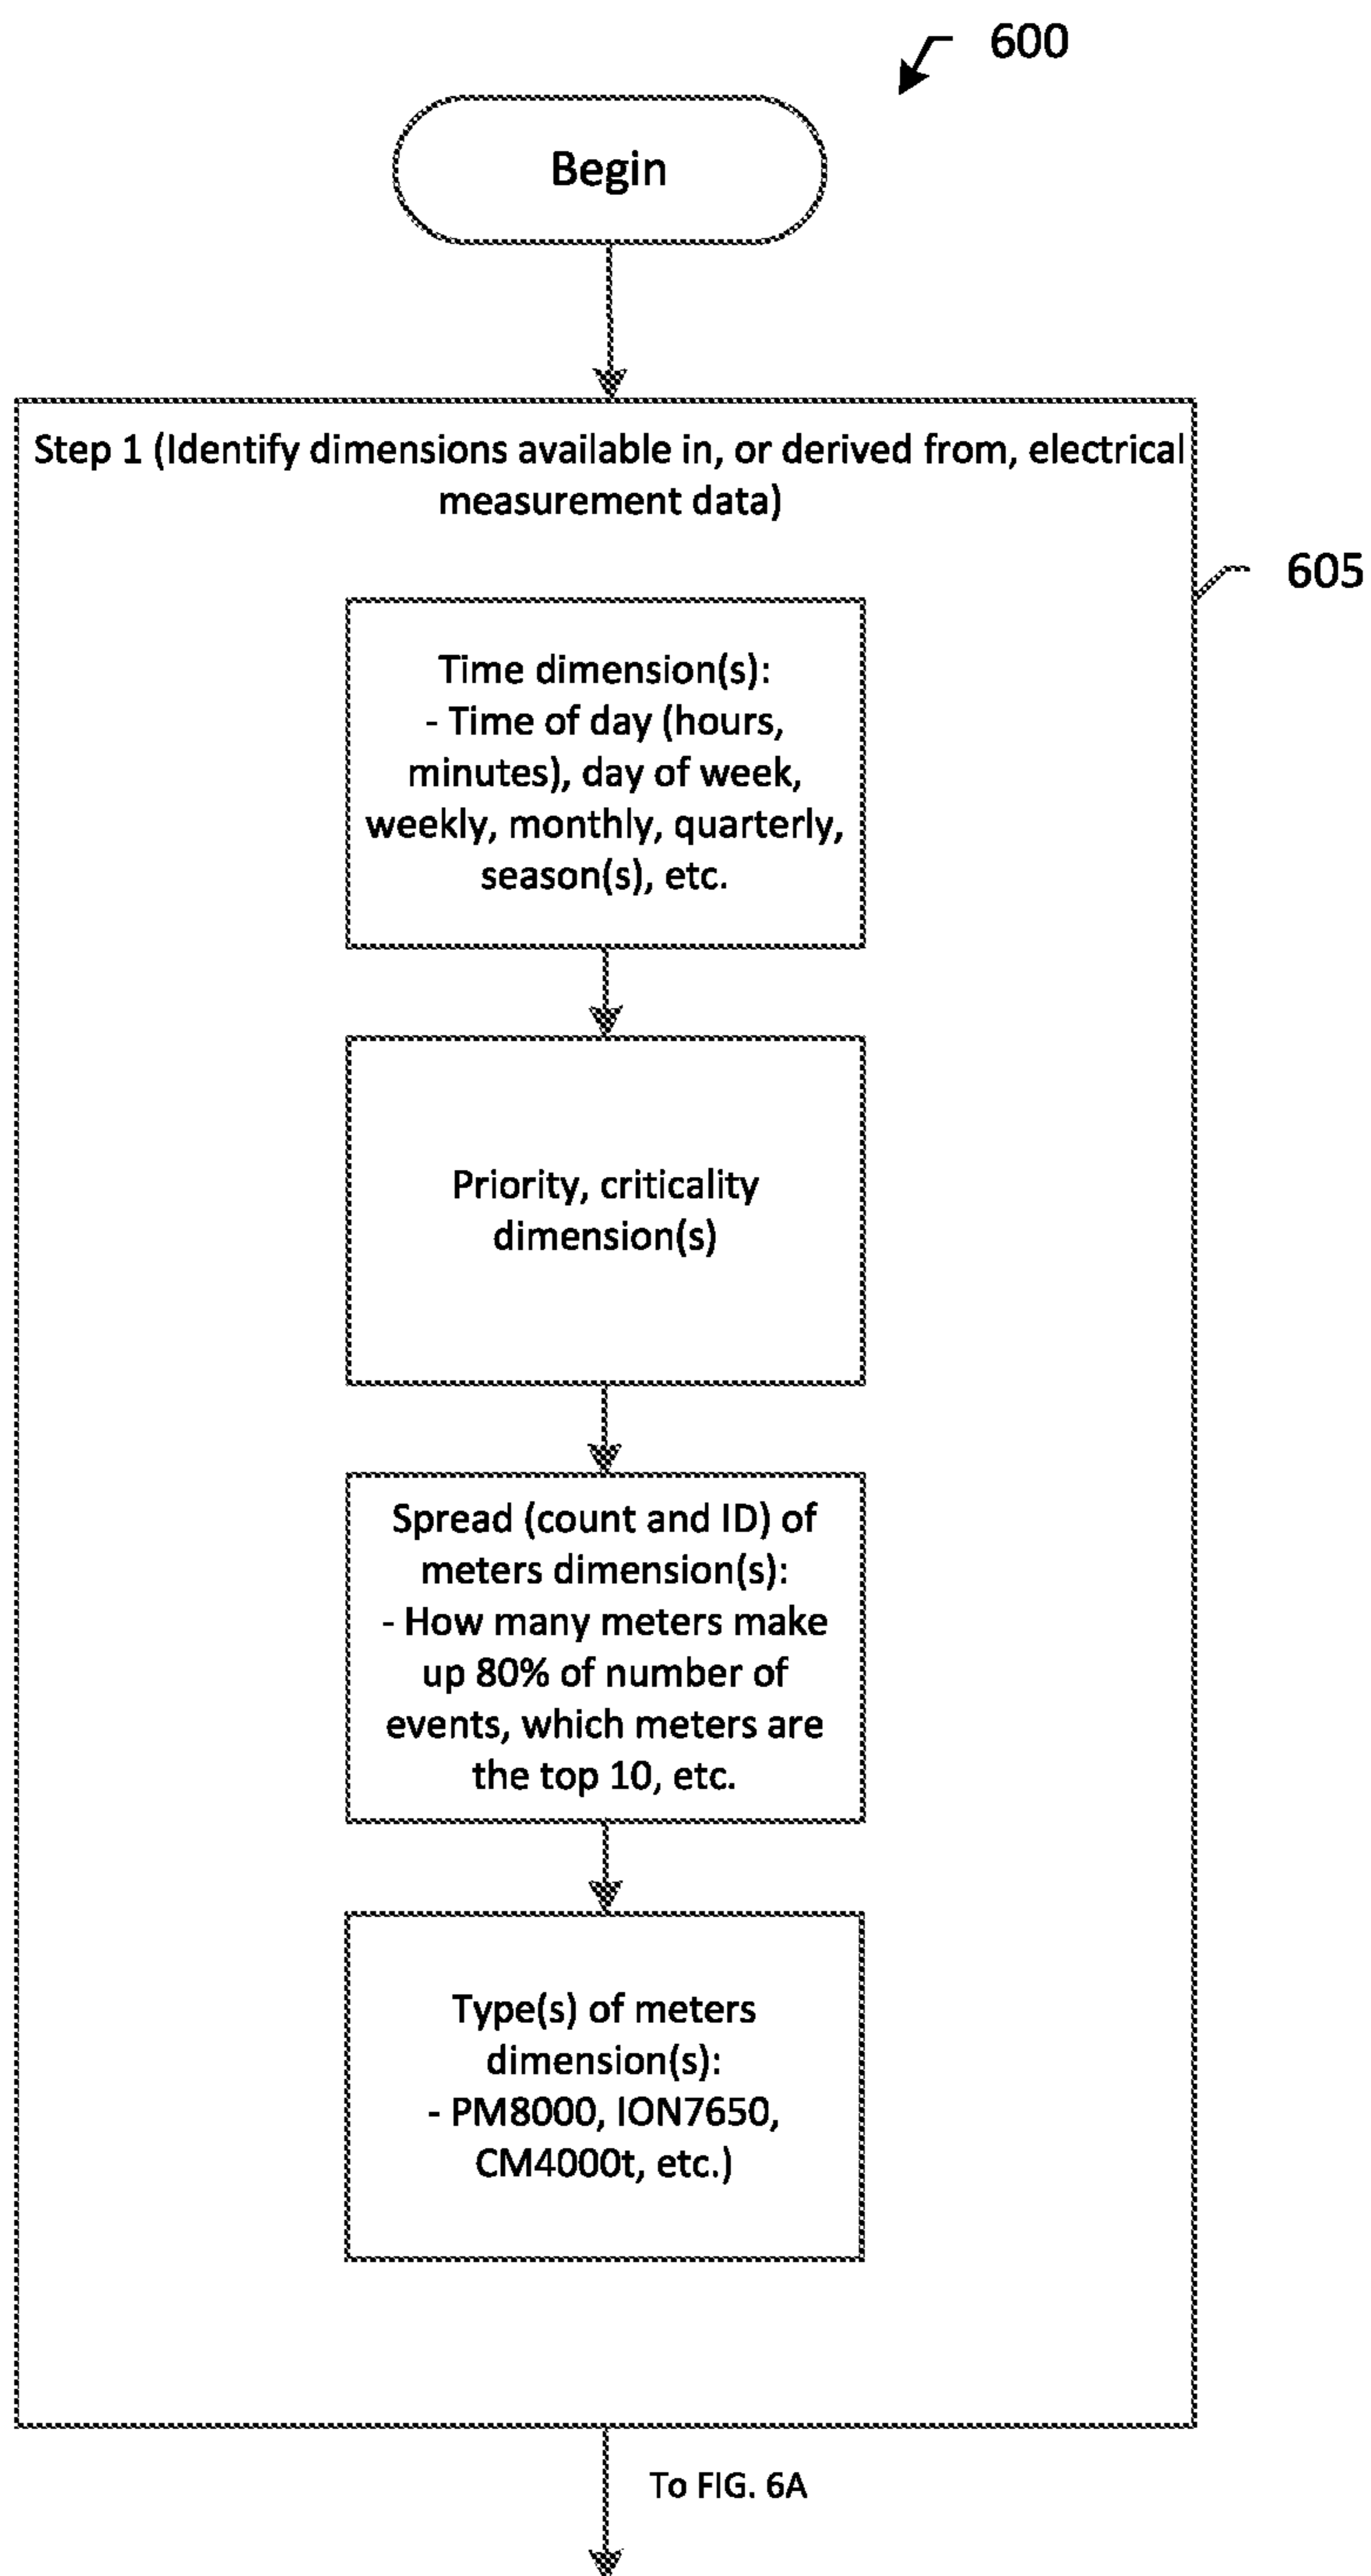 600
Begin
Step 1 (Identify dimensions available in, or derived from, electrical
measurement data)
605
Time dimension(s):
- Time of day (hours,
minutes), day of week,
weekly, monthly, quarterly,
season(s), etc.
Priority, criticality
dimension(s)
Spread (count and ID) of
meters dimension(s):
- How many meters make
up 80% of number of
events, which meters are
the top 10, etc.
Type(s) of meters
dimension(s):
- PM8000, ION7650,
CM4000t, etc.)
To FIG. 6A